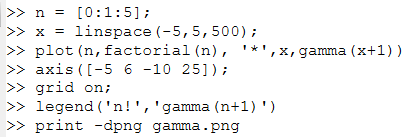 >> n = [0:1:5];
>> x = linspace(-5,5,500);
>> plot(n,factorial(n), '*',x,gamma(x+1))
>> axis([-5 6 -10 25]);
>> grid on;
>> legend('n!','gamma(n+1)')
>> print -dpng gamma.png